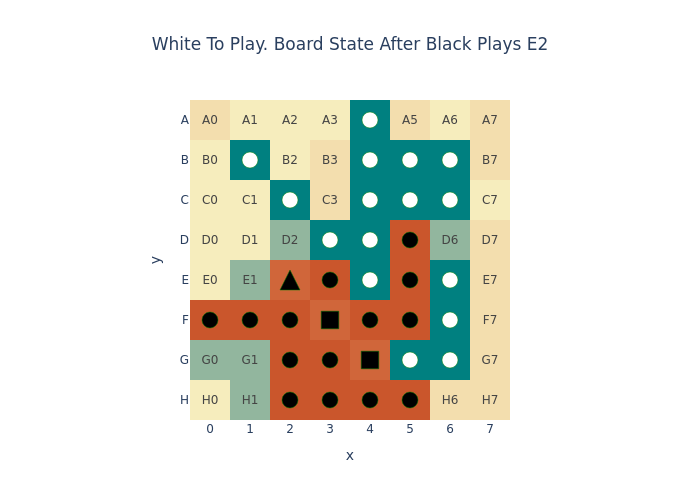 White To Play. Board State After Black Plays E2
A A0 A1 A2 A3 A5 A6 A7
B B0 B2 B3 B7
C C0 C1 C3 C7
D D0 D1 D2 D6 D7
y
E E0 E1 E7
F F7
G G0 G1 G7
H H0 H1 H6 H7
0 1 2 3 4 5 6 7
x